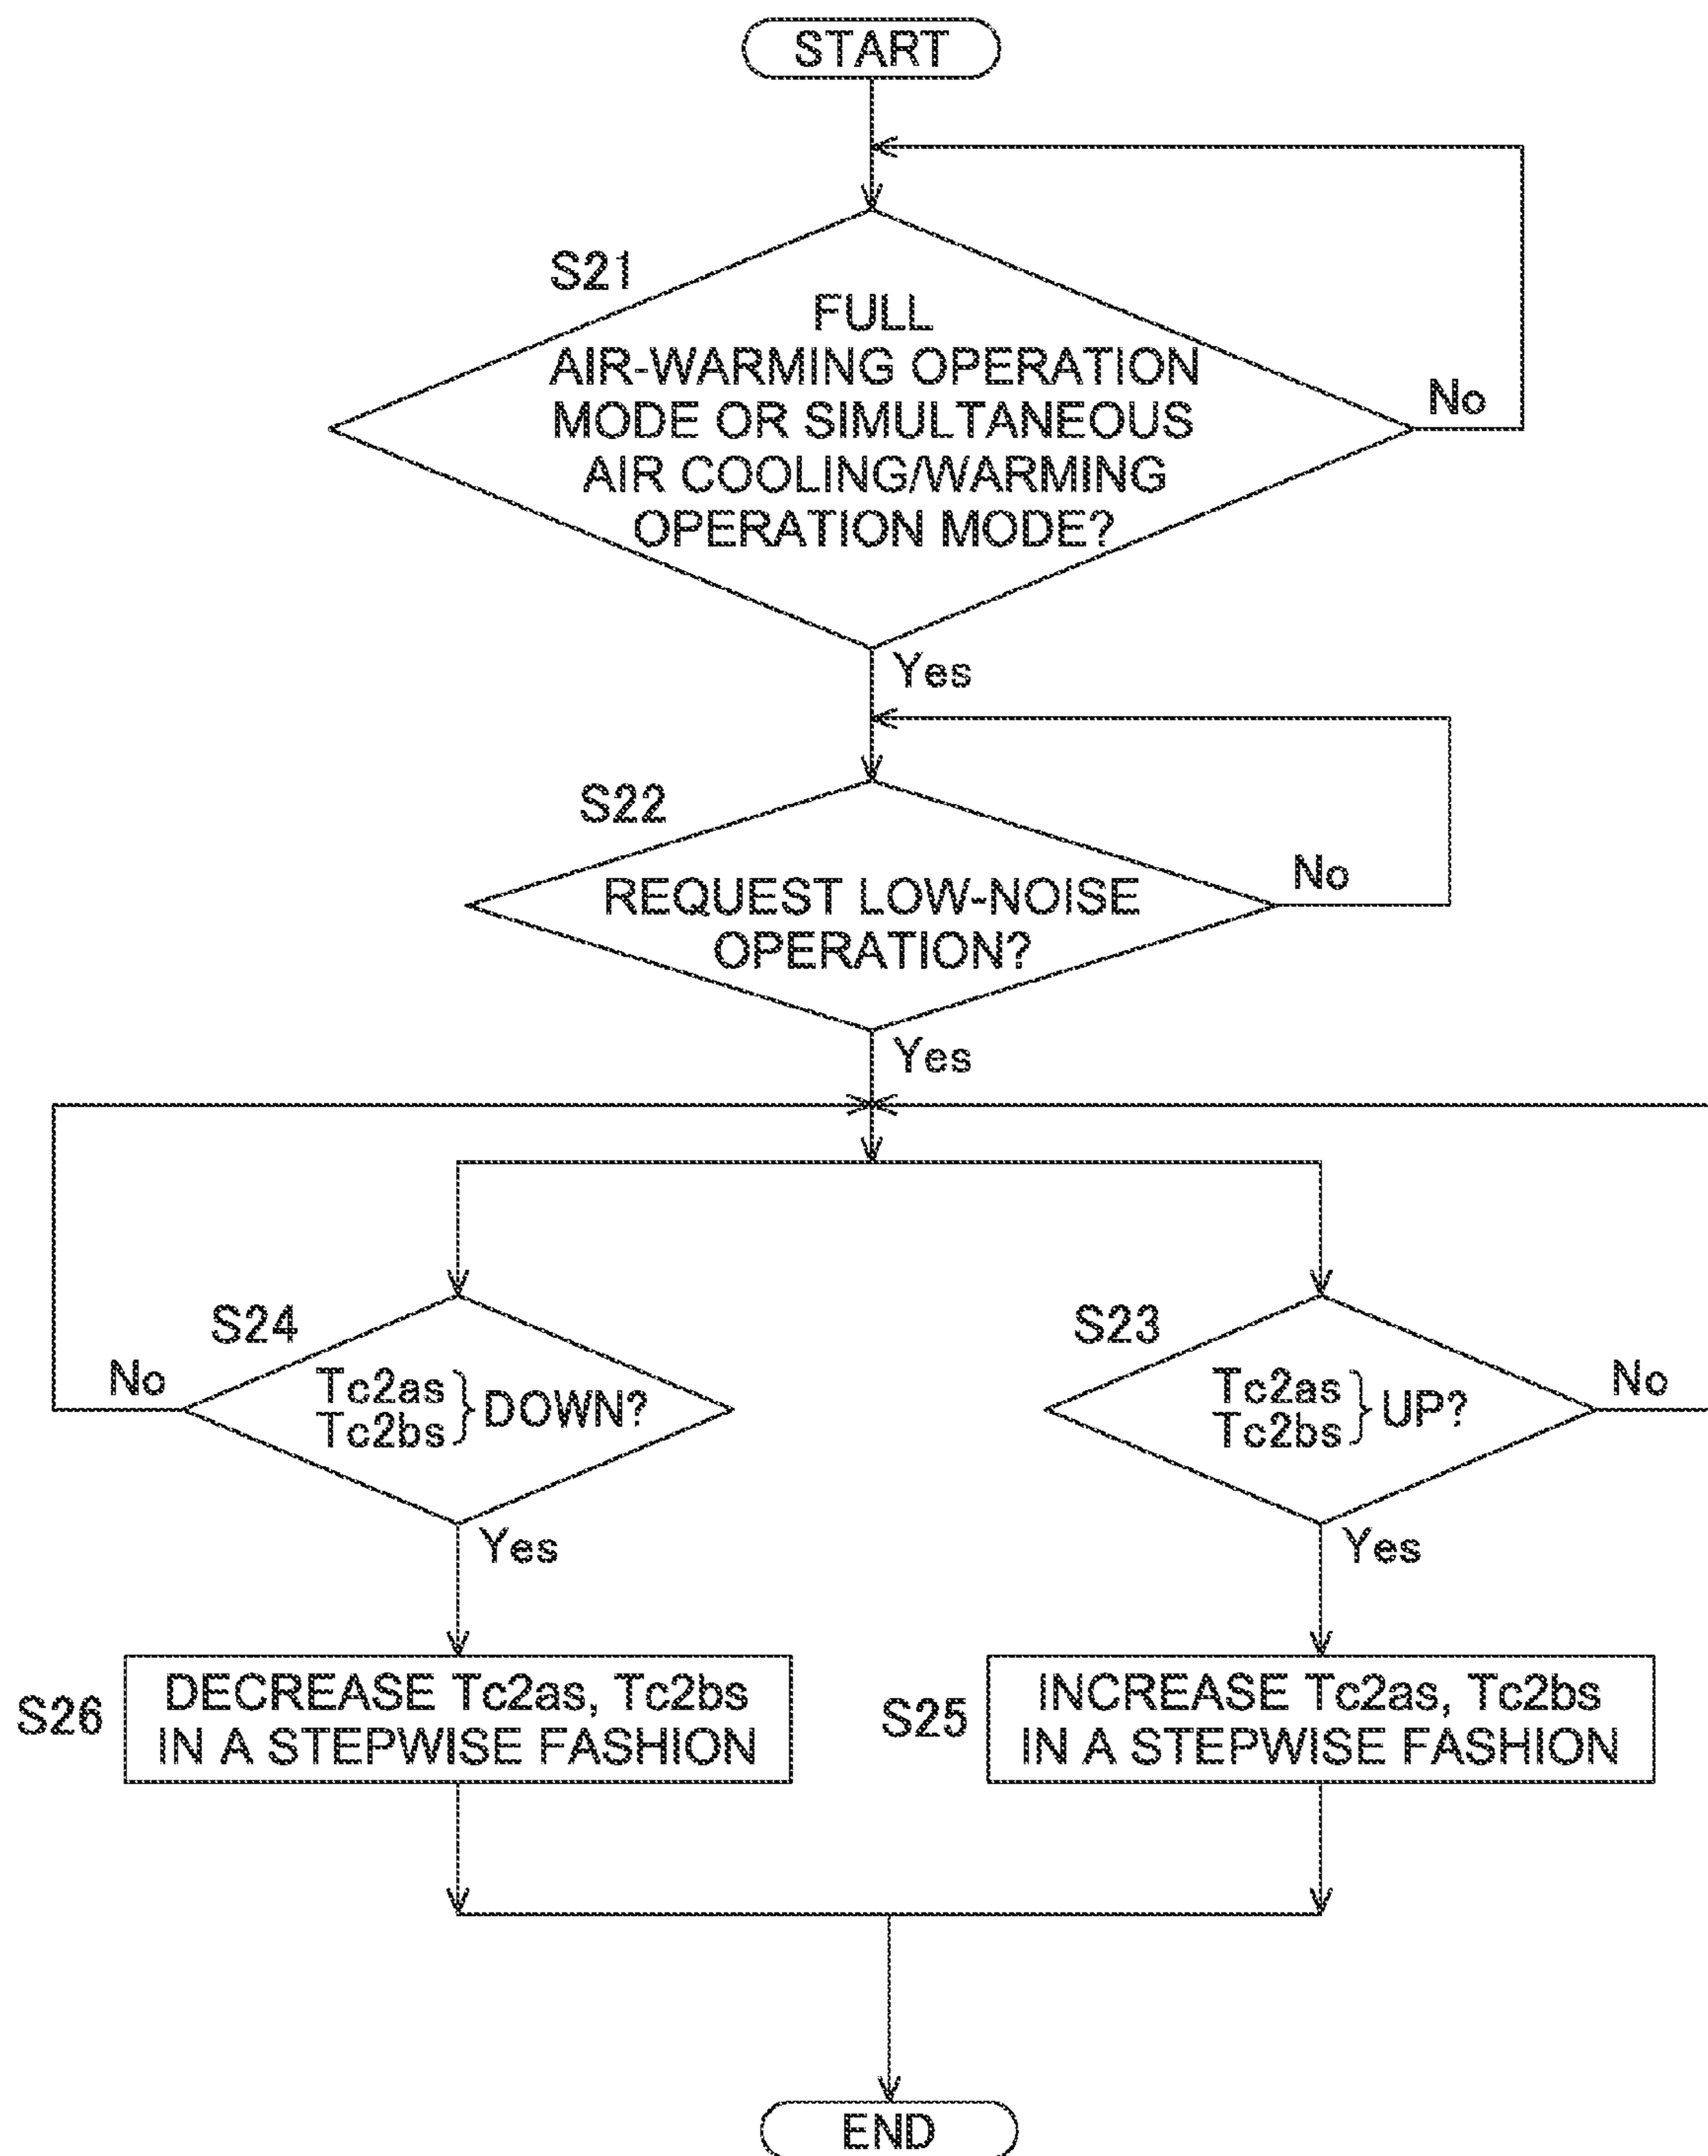 START
S21
FULL
AIR-WARMING OPERATION
MODE OR SIMULTANEOUS
AIR COOLING/WARMING
OPERATION MODE?
No
Yes
S22
REQUEST LOW-NOISE
OPERATION?
No
Yes
S24
No
Tc2as
Tc2bs
DOWN?
Yes
S23
Tc2as
Tc2bs
UP?
No
Yes
S26
DECREASE Tc2as, Tc2bs
IN A STEPWISE FASHION
S25
INCREASE Tc2as, Tc2bs
IN A STEPWISE FASHION
END